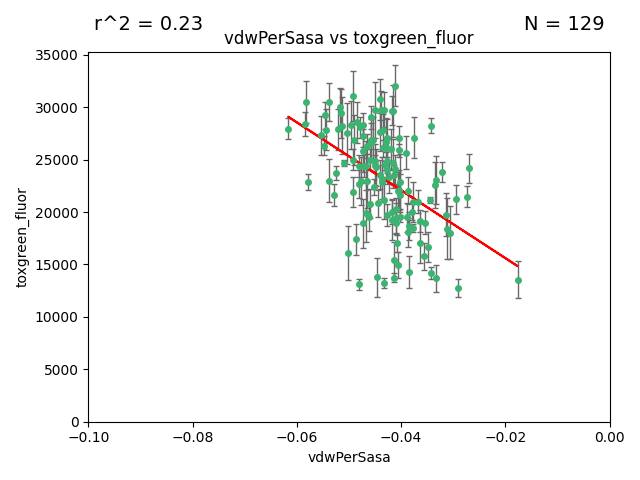 r^2 = 0.23
N = 129
vdwPerSasa vs toxgreen_fluor
35000
30000
25000
20000
15000
10000
5000
0
toxgreen_fluor
−0.10
−0.08
−0.06
−0.04
−0.02
0.00
vdwPerSasa